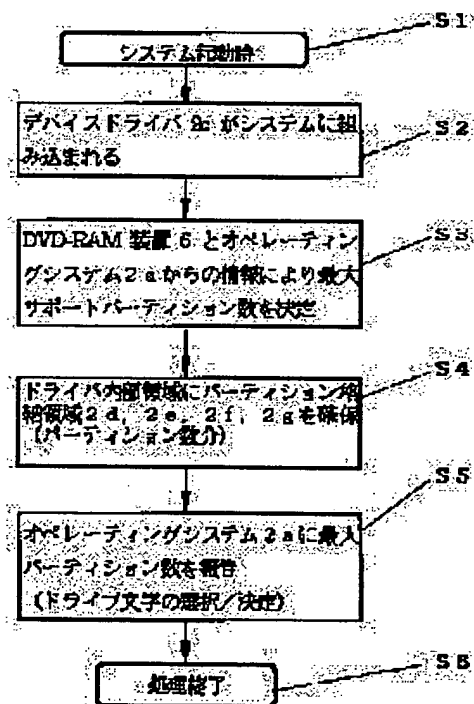 S1
システム起動時
S2
デバイスドライバ 2c がシステムに組
み込まれる
S3
DVD-RAM 装置 6 とオペレーティン
グシステム2aからの情報により最大
サポートパーティション数を決定
S4
ドライバ内部領域にパーティション格
納領域2d, 2e, 2f, 2gを確保
(パーティション数分)
S5
オペレーティングシステム2aに最大
パーティション数を報告
(ドライブ文字の選択/決定)
S6
処理終了